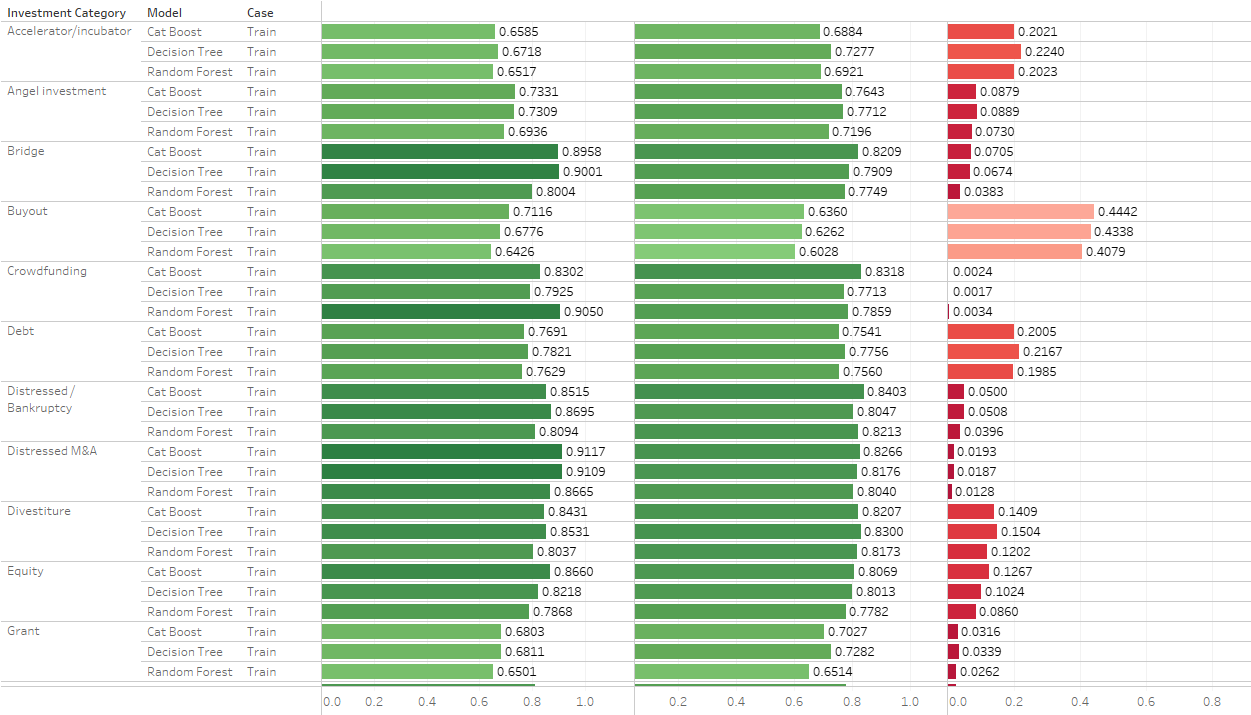 Investment Category Model Case
Accelerator/incubator Cat Boost Train 0.6585 0.6884 0.2021
Decision Tree Train 0.6718 0.7277 0.2240
Random Forest Train 0.6517 0.6921 0.2023
Angel investment Cat Boost Train 0.7331 0.7643 0.0879
Decision Tree Train 0.7309 0.7712 0.0889
Random Forest Train 0.6936 0.7196 0.0730
Bridge Cat Boost Train 0.8958 0.8209 0.0705
Decision Tree Train 0.9001 0.7909 0.0674
Random Forest Train 0.8004 0.7749 0.0383
Buyout Cat Boost Train 0.7116 0.6360 0.4442
Decision Tree Train 0.6776 0.6262 0.4338
Random Forest Train 0.6426 0.6028 0.4079
Crowdfunding Cat Boost Train 0.8302 0.8318 0.0024
Decision Tree Train 0.7925 0.7713 0.0017
Random Forest Train 0.9050 0.7859 0.0034
Debt Cat Boost Train 0.7691 0.7541 0.2005
Decision Tree Train 0.7821 0.7756 0.2167
Random Forest Train 0.7629 0.7560 0.1985
Distressed / Cat Boost Train 0.8515 0.8403 0.0500
Bankruptcy Decision Tree Train 0.8695 0.8047 0.0508
Random Forest Train 0.8094 0.8213 0.0396
Distressed M&A Cat Boost Train 0.9117 0.8266 0.0193
Decision Tree Train 0.9109 0.8176 0.0187
Random Forest Train 0.8665 0.8040 0.0128
Divestiture Cat Boost Train 0.8431 0.8207 0.1409
Decision Tree Train 0.8531 0.8300 0.1504
Random Forest Train 0.8037 0.8173 0.1202
Equity Cat Boost Train 0.8660 0.8069 0.1267
Decision Tree Train 0.8218 0.8013 0.1024
Random Forest Train 0.7868 0.7782 0.0860
Grant Cat Boost Train 0.6803 0.7027 0.0316
Decision Tree Train 0.6811 0.7282 0.0339
Random Forest Train 0.6501 0.6514 0.0262
0.0 0.2 0.4 0.6 0.8 1.0 0.2 0.4 0.6 0.8 1.0 0.0 0.2 0.4 0.6 0.8